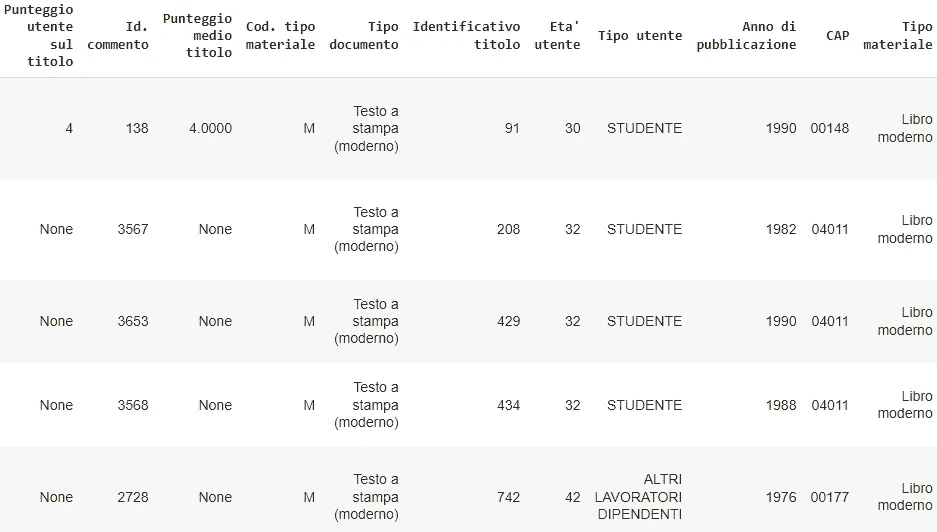 Punteggio utente sul titolo Id. commento Punteggio medio titolo Cod. tipo materiale Tipo documento Identificativo titolo Eta' utente Tipo utente Anno di pubblicazione CAP Tipo materiale
4 138 4.0000 M Testo a stampa (moderno) 91 30 STUDENTE 1990 00148 Libro moderno
None 3567 None M Testo a stampa (moderno) 208 32 STUDENTE 1982 04011 Libro moderno
None 3653 None M Testo a stampa (moderno) 429 32 STUDENTE 1990 04011 Libro moderno
None 3568 None M Testo a stampa (moderno) 434 32 STUDENTE 1988 04011 Libro moderno
None 2728 None M Testo a stampa (moderno) 742 42 ALTRI LAVORATORI DIPENDENTI 1976 00177 Libro moderno